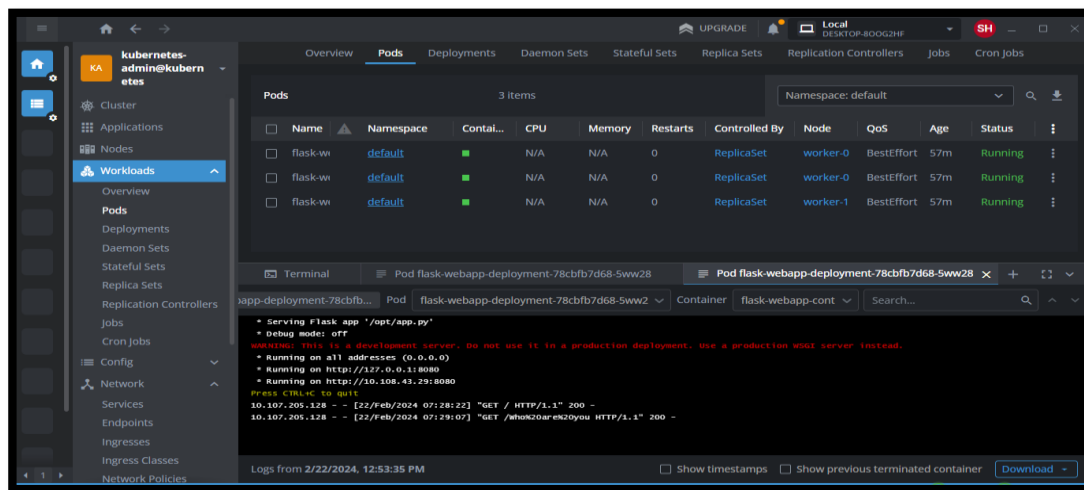 UPGRADE
Local
DESKTOP-8OOG2HF
SH
KA
kubernetes-
admin@kubern
etes
Cluster
Applications
Nodes
Workloads
Overview
Pods
Deployments
Daemon Sets
Stateful Sets
Replica Sets
Replication Controllers
Jobs
Cron Jobs
Config
Network
Services
Endpoints
Ingresses
Ingress Classes
Network Policies
1
Overview Pods Deployments Daemon Sets Stateful Sets Replica Sets Replication Controllers Jobs Cron Jobs
Pods 3 items Namespace: default
Name Namespace Contai... CPU Memory Restarts Controlled By Node QoS Age Status
flask-we default N/A N/A 0 ReplicaSet worker-0 BestEffort 57m Running
flask-we default N/A N/A 0 ReplicaSet worker-0 BestEffort 57m Running
flask-we default N/A N/A 0 ReplicaSet worker-1 BestEffort 57m Running
Terminal Pod flask-webapp-deployment-78cbfb7d68-5ww28 Pod flask-webapp-deployment-78cbfb7d68-5ww28
app-deployment-78cbfb... Pod flask-webapp-deployment-78cbfb7d68-5ww2 Container flask-webapp-cont Search...
* Serving Flask app '/opt/app.py'
* Debug mode: off
WARNING: This is a development server. Do not use it in a production deployment. Use a production WSGI server instead.
* Running on all addresses (0.0.0.0)
* Running on http://127.0.0.1:8080
* Running on http://10.108.43.29:8080
Press CTRL+C to quit
10.107.205.128 - - [22/Feb/2024 07:28:22] "GET / HTTP/1.1" 200 -
10.107.205.128 - - [22/Feb/2024 07:29:07] "GET /Who%20are%20you HTTP/1.1" 200 -
Logs from 2/22/2024, 12:53:35 PM Show timestamps Show previous terminated container Download